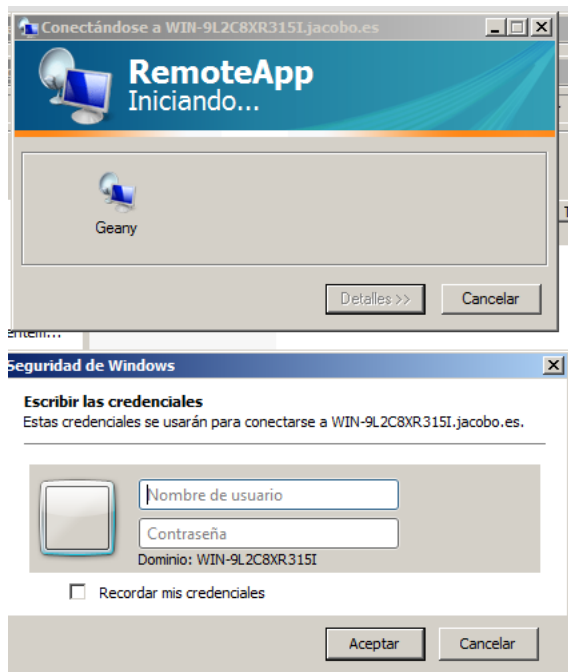 Conectándose a WIN-9L2C8XR315I.jacobo.es
RemoteApp
Iniciando...
Geany
Detalles >>
Cancelar
Seguridad de Windows
Escribir las credenciales
Estas credenciales se usarán para conectarse a WIN-9L2C8XR315I.jacobo.es.
Nombre de usuario
Contraseña
Dominio: WIN-9L2C8XR315I
Recordar mis credenciales
Aceptar
Cancelar